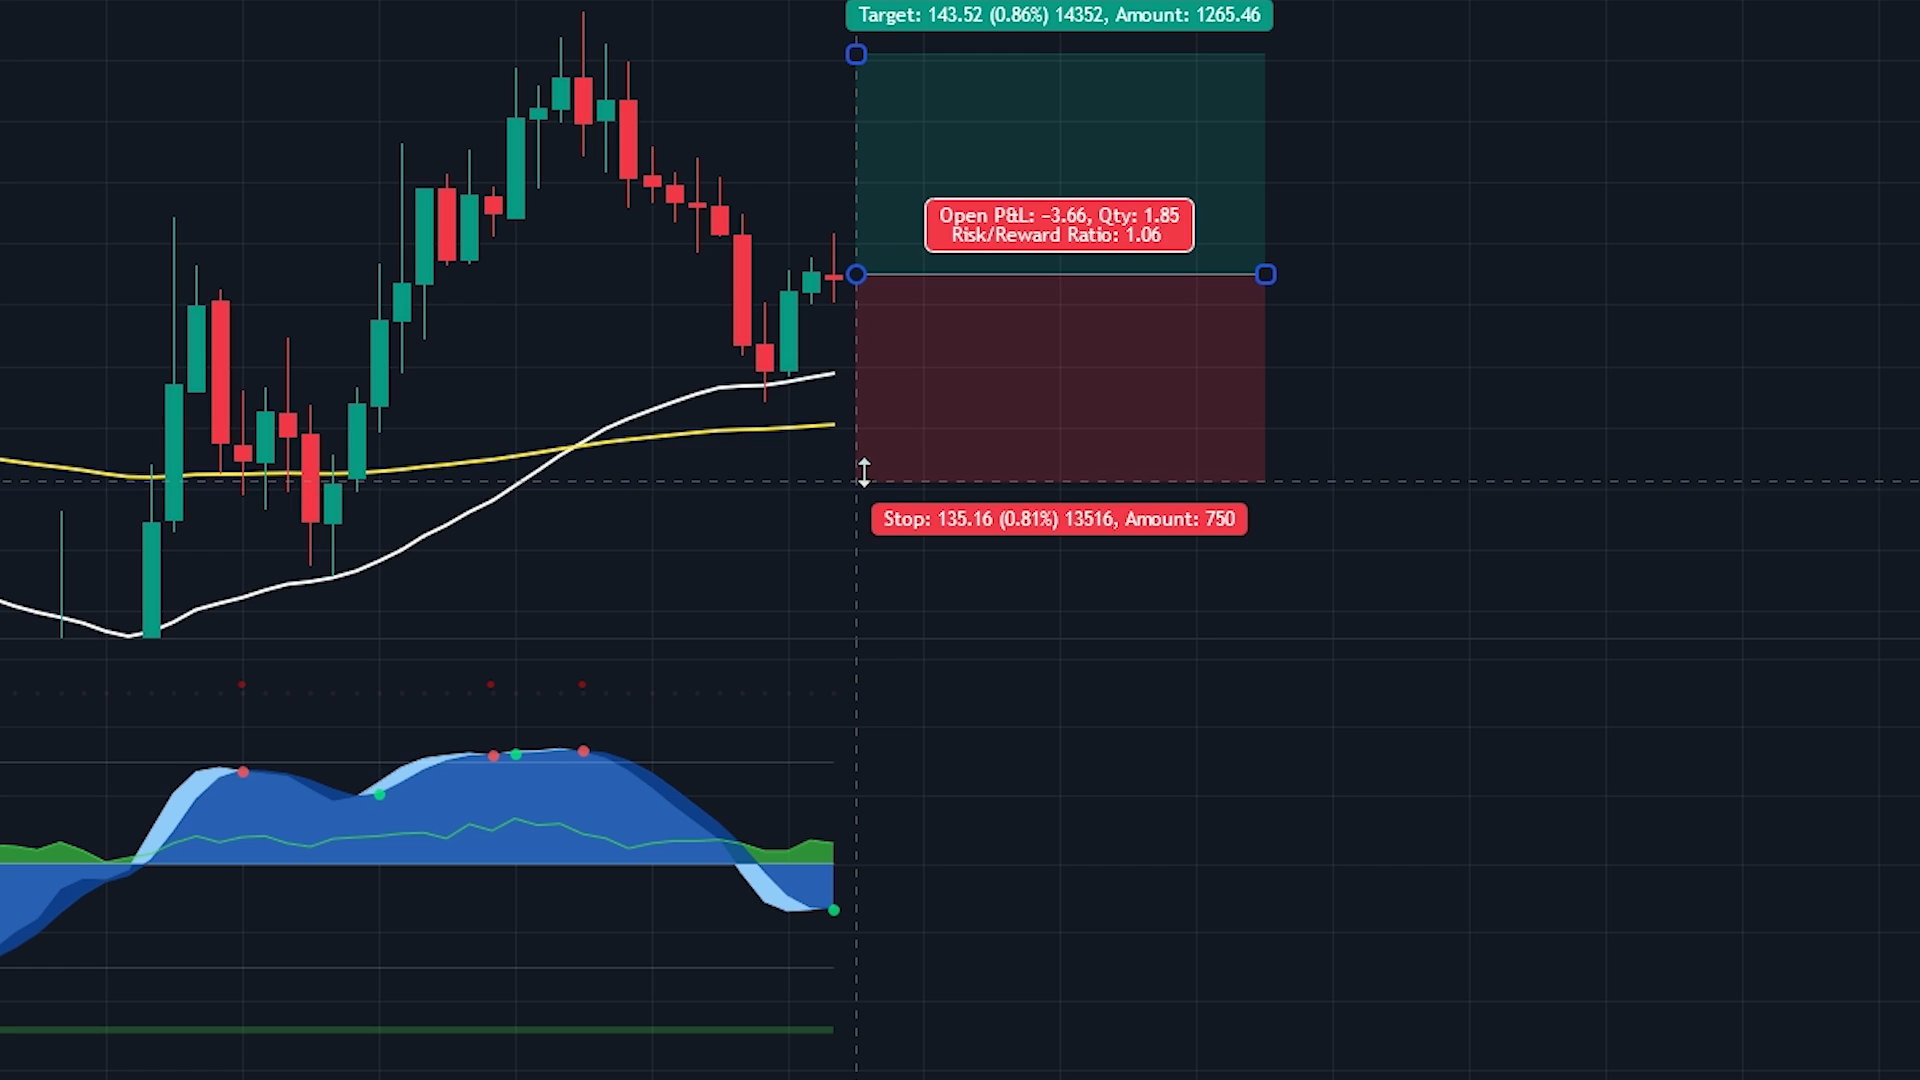 Target: 143.52 (0.86%) 14352, Amount: 1265.46
Open P&L: −3.66, Qty: 1.85
Risk/Reward Ratio: 1.06
Stop: 135.16 (0.81%) 13516, Amount: 750